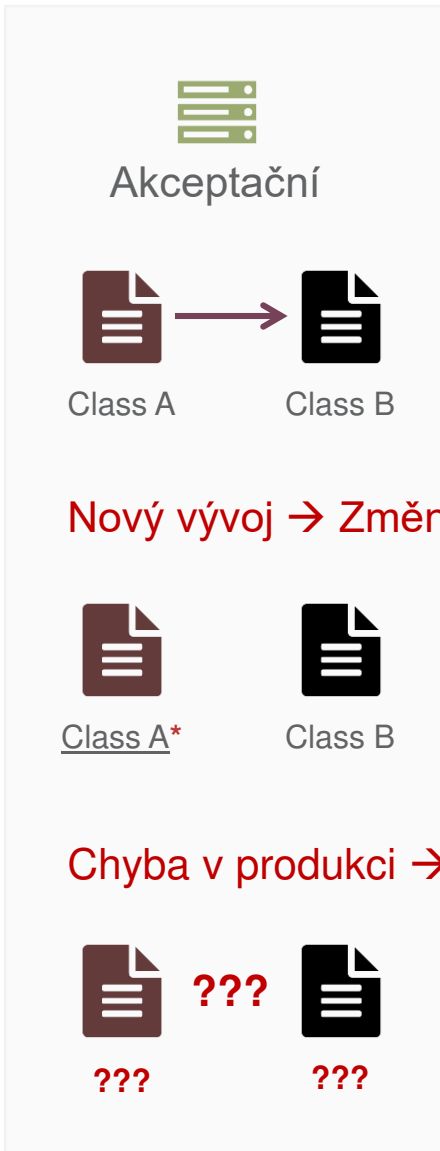 Akceptační
Class A Class B
Nový vývoj → Změn
Class A* Class B
Chyba v produkci →
???
??? ???